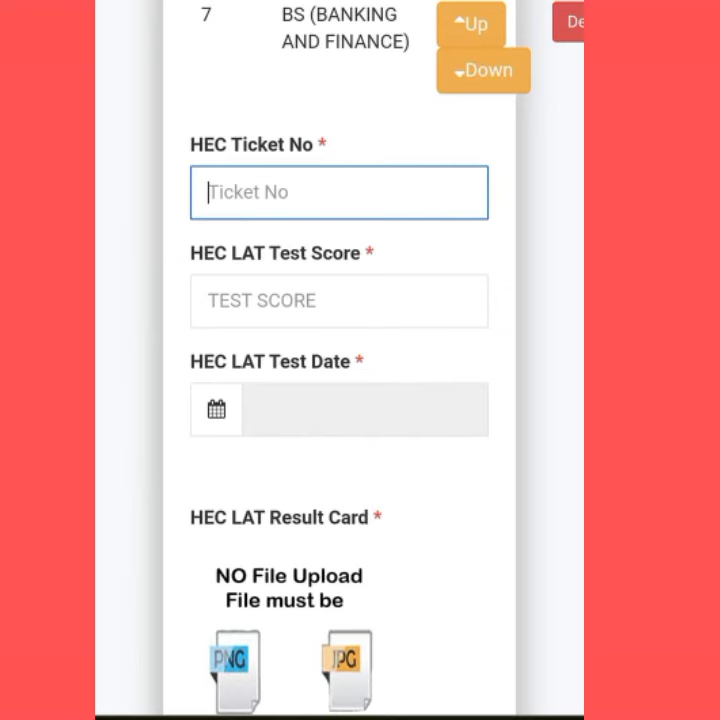 7
BS (BANKING
AND FINANCE)
Up
Down
De
HEC Ticket No *
Ticket No
HEC LAT Test Score *
TEST SCORE
HEC LAT Test Date *
HEC LAT Result Card *
NO File Upload
File must be
PNG
JPG